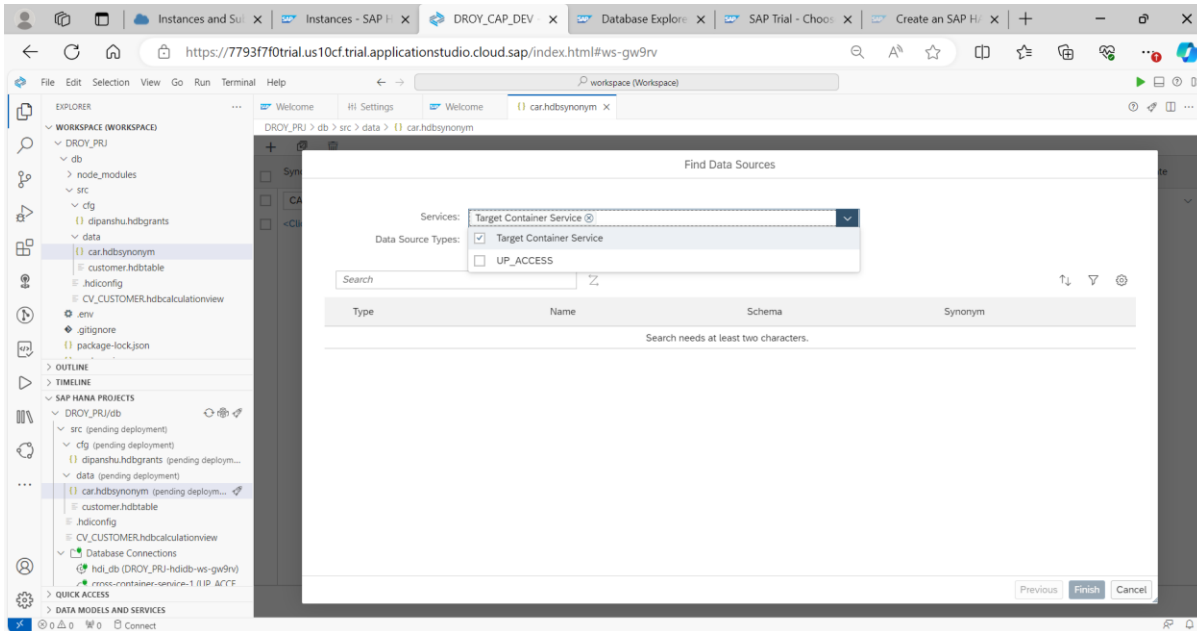 Instances and Sul
Instances - SAP H
DROY_CAP_DEV -
Database Explore
SAP Trial - Choos
Create an SAP H
https://7793f7f0trial.us10cf.trial.applicationstudio.cloud.sap/index.html#ws-gw9rv
File Edit Selection View Go Run Terminal Help
workspace (Workspace)
EXPLORER
Welcome
Settings
Welcome
{} car.hdbsynonym
WORKSPACE (WORKSPACE)
DROY_PRJ > db > src > data > {} car.hdbsynonym
DROY_PRJ
db
node_modules
src
cfg
{} dipanshu.hdbgrants
data
{} car.hdbsynonym
customer.hdbtable
.hdiconfig
CV_CUSTOMER.hdbcalculationview
.env
.gitignore
{} package-lock.json
OUTLINE
TIMELINE
SAP HANA PROJECTS
DROY_PRJ/db
src (pending deployment)
cfg (pending deployment)
{} dipanshu.hdbgrants (pending deploym...
data (pending deployment)
{} car.hdbsynonym (pending deploym...
customer.hdbtable
.hdiconfig
CV_CUSTOMER.hdbcalculationview
Database Connections
hdi_db (DROY_PRJ-hdidb-ws-gw9rv)
cross-container-service-1 (UP_ACCE
QUICK ACCESS
DATA MODELS AND SERVICES
Syn
CA
<Cli
te
Find Data Sources
Services: Target Container Service
Data Source Types:
Target Container Service
UP_ACCESS
Search
Type Name Schema Synonym
Search needs at least two characters.
Previous Finish Cancel
0 0 0 Connect